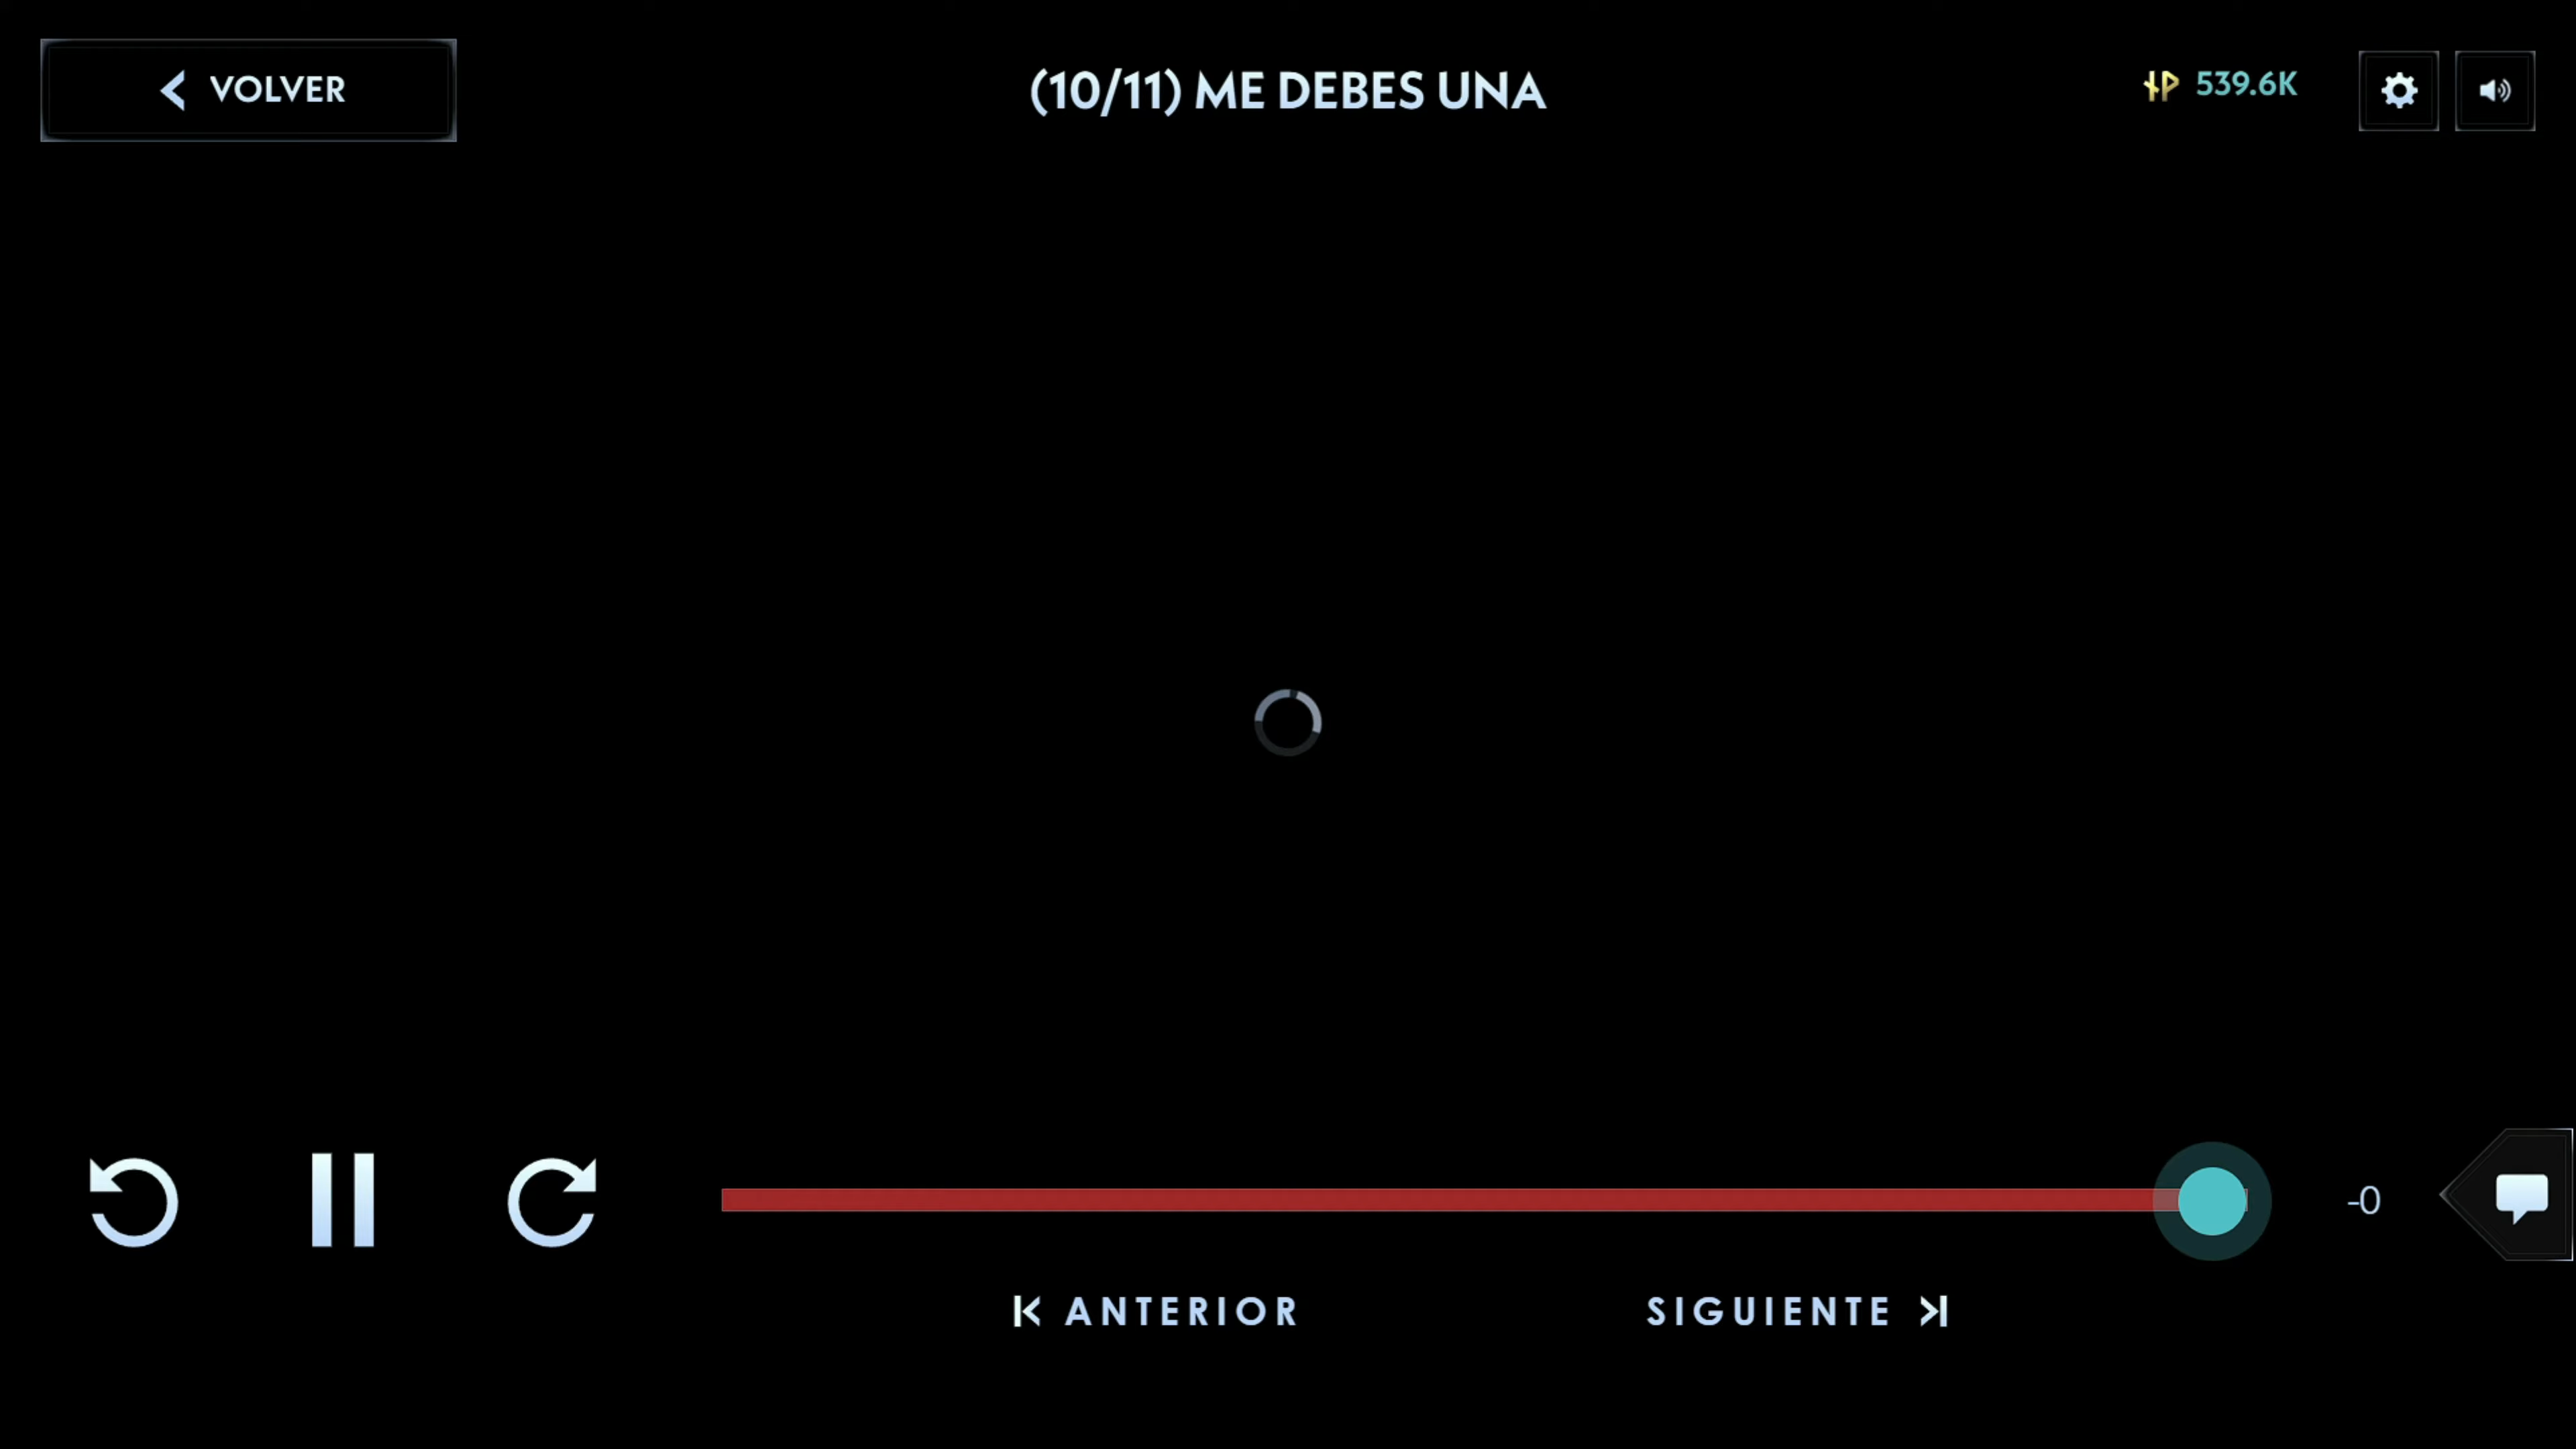 VOLVER
(10/11) ME DEBES UNA
539.6K
-0
ANTERIOR
SIGUIENTE